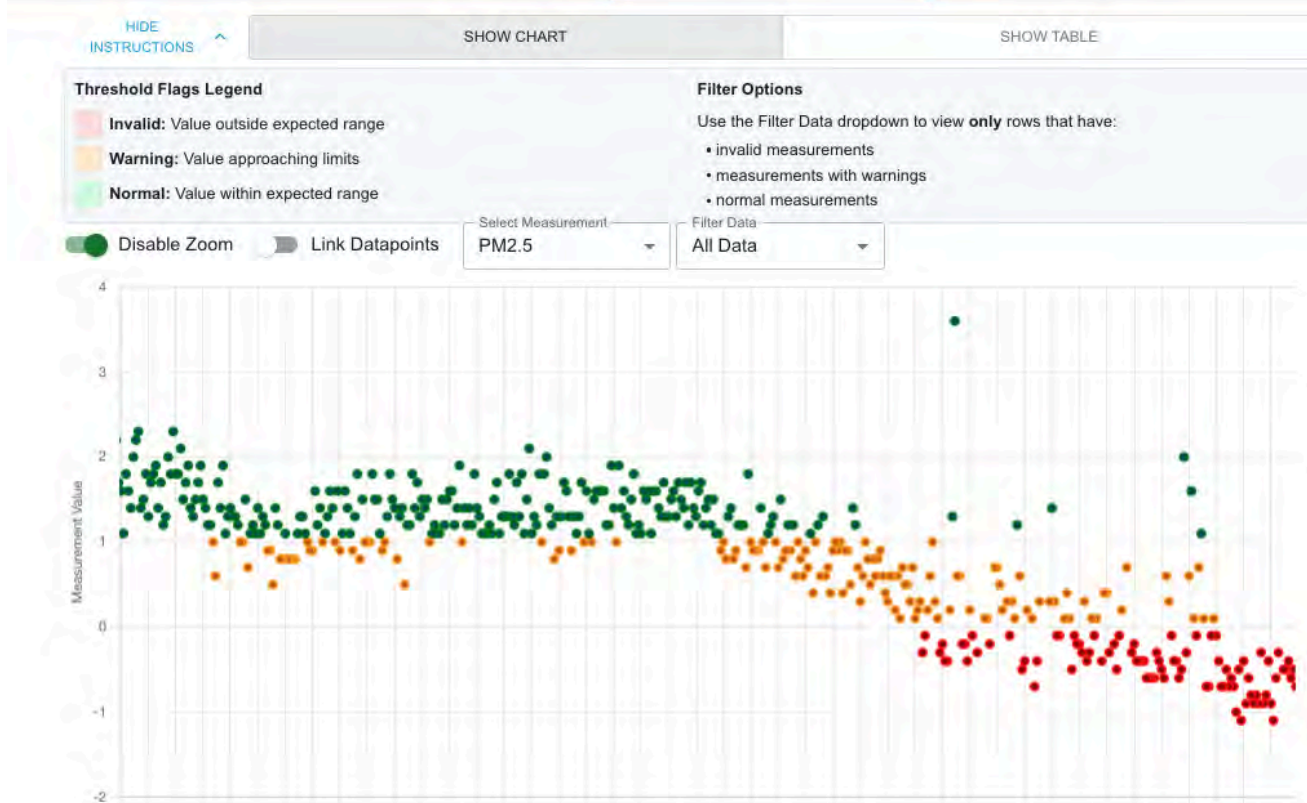 HIDE
INSTRUCTIONS
SHOW CHART
SHOW TABLE
Threshold Flags Legend
Invalid: Value outside expected range
Warning: Value approaching limits
Normal: Value within expected range
Filter Options
Use the Filter Data dropdown to view only rows that have:
• invalid measurements
• measurements with warnings
• normal measurements
Disable Zoom
Link Datapoints
Select Measurement
PM2.5
Filter Data
All Data
Measurement Value
4
3
2
1
0
-1
-2